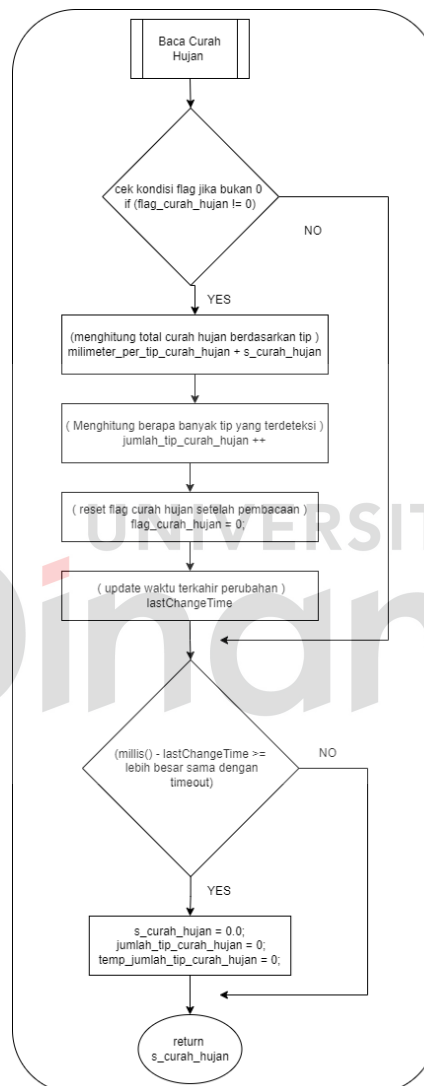 Baca Curah
Hujan
cek kondisi flag jika bukan 0
if (flag_curah_hujan != 0)
NO
YES
(menghitung total curah hujan berdasarkan tip )
milimeter_per_tip_curah_hujan + s_curah_hujan
( Menghitung berapa banyak tip yang terdeteksi )
jumlah_tip_curah_hujan ++
( reset flag curah hujan setelah pembacaan )
flag_curah_hujan = 0;
UNIVERSIT
( update waktu terkahir perubahan )
lastChangeTime
Dinam
(millis() - lastChangeTime >=
lebih besar sama dengan
timeout)
NO
YES
s_curah_hujan = 0.0;
jumlah_tip_curah_hujan = 0;
temp_jumlah_tip_curah_hujan = 0;
return
s_curah_hujan